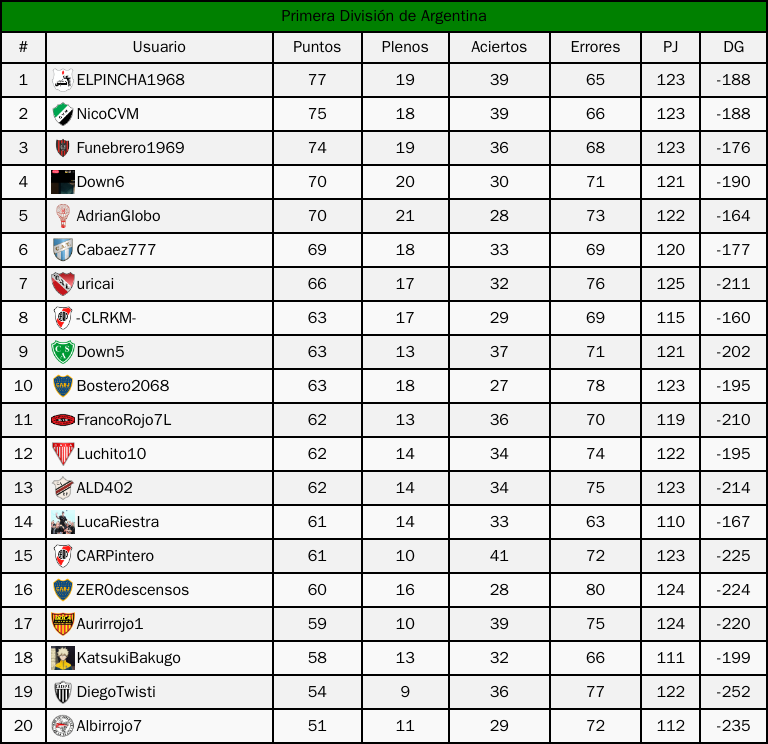 Primera División de Argentina
# Usuario Puntos Plenos Aciertos Errores PJ DG
1 ELPINCHA1968 77 19 39 65 123 -188
2 NicoCVM 75 18 39 66 123 -188
3 Funebrero1969 74 19 36 68 123 -176
4 Down6 70 20 30 71 121 -190
5 AdrianGlobo 70 21 28 73 122 -164
6 Cabaez777 69 18 33 69 120 -177
7 uricai 66 17 32 76 125 -211
8 -CLRKM- 63 17 29 69 115 -160
9 Down5 63 13 37 71 121 -202
10 Bostero2068 63 18 27 78 123 -195
11 FrancoRojo7L 62 13 36 70 119 -210
12 Luchito10 62 14 34 74 122 -195
13 ALD402 62 14 34 75 123 -214
14 LucaRiestra 61 14 33 63 110 -167
15 CARPintero 61 10 41 72 123 -225
16 ZER0descensos 60 16 28 80 124 -224
17 Aurirrojo1 59 10 39 75 124 -220
18 KatsukiBakugo 58 13 32 66 111 -199
19 DiegoTwisti 54 9 36 77 122 -252
20 Albirrojo7 51 11 29 72 112 -235